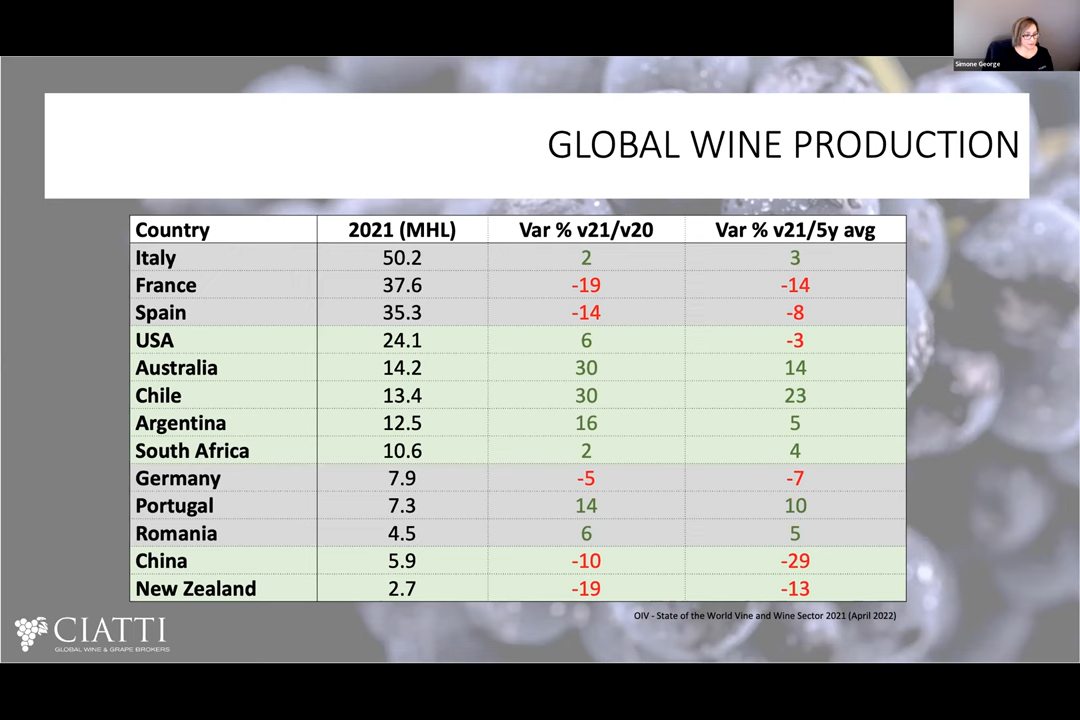 Simone George
GLOBAL WINE PRODUCTION
Country 2021 (MHL) Var % v21/v20 Var % v21/5y avg
Italy 50.2 2 3
France 37.6 -19 -14
Spain 35.3 -14 -8
USA 24.1 6 -3
Australia 14.2 30 14
Chile 13.4 30 23
Argentina 12.5 16 5
South Africa 10.6 2 4
Germany 7.9 -5 -7
Portugal 7.3 14 10
Romania 4.5 6 5
China 5.9 -10 -29
New Zealand 2.7 -19 -13
OIV - State of the World Vine and Wine Sector 2021 (April 2022)
CIATTI
GLOBAL WINE & GRAPE BROKERS